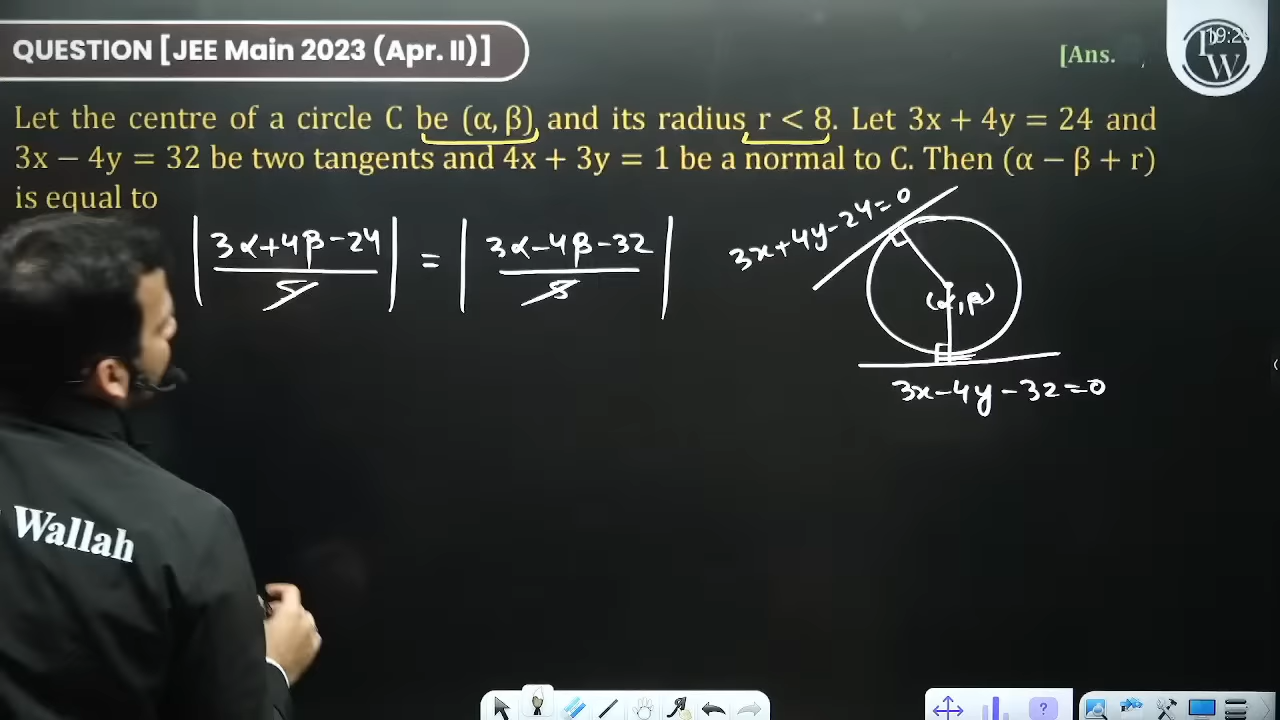 QUESTION [JEE Main 2023 (Apr. II)]
[Ans.
Let the centre of a circle C be (α, β) and its radius r < 8. Let 3x + 4y = 24 and
3x − 4y = 32 be two tangents and 4x + 3y = 1 be a normal to C. Then (α − β + r)
is equal to
|3α+4β−24 / 5| = |3α−4β−32 / 5|
3x+4y−24=0
(α,β)
3x−4y−32=0
Wallah